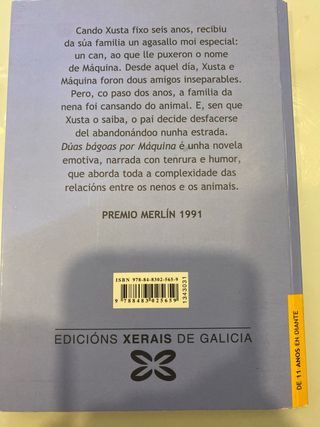 Cando Xusta fixo seis anos, recibiu
da súa familia un agasallo moi especial:
un can, ao que lle puxeron o nome
de Máquina. Desde aquel día, Xusta e
Máquina foron dous amigos inseparables.
Pero, co paso dos anos, a familia da
nena foi cansando do animal. E, sen que
Xusta o saiba, o pai decide desfacerse
del abandonándoo nunha estrada.
Dúas bágoas por Máquina é unha novela
emotiva, narrada con tenrura e humor,
que aborda toda a complexidade das
relacións entre os nenos e os animais.
PREMIO MERLÍN 1991
ISBN 978-84-8302-565-9
9 788483 025659
1343031
EDICIÓNS XERAIS DE GALICIA
DE 11 ANOS EN DIANTE